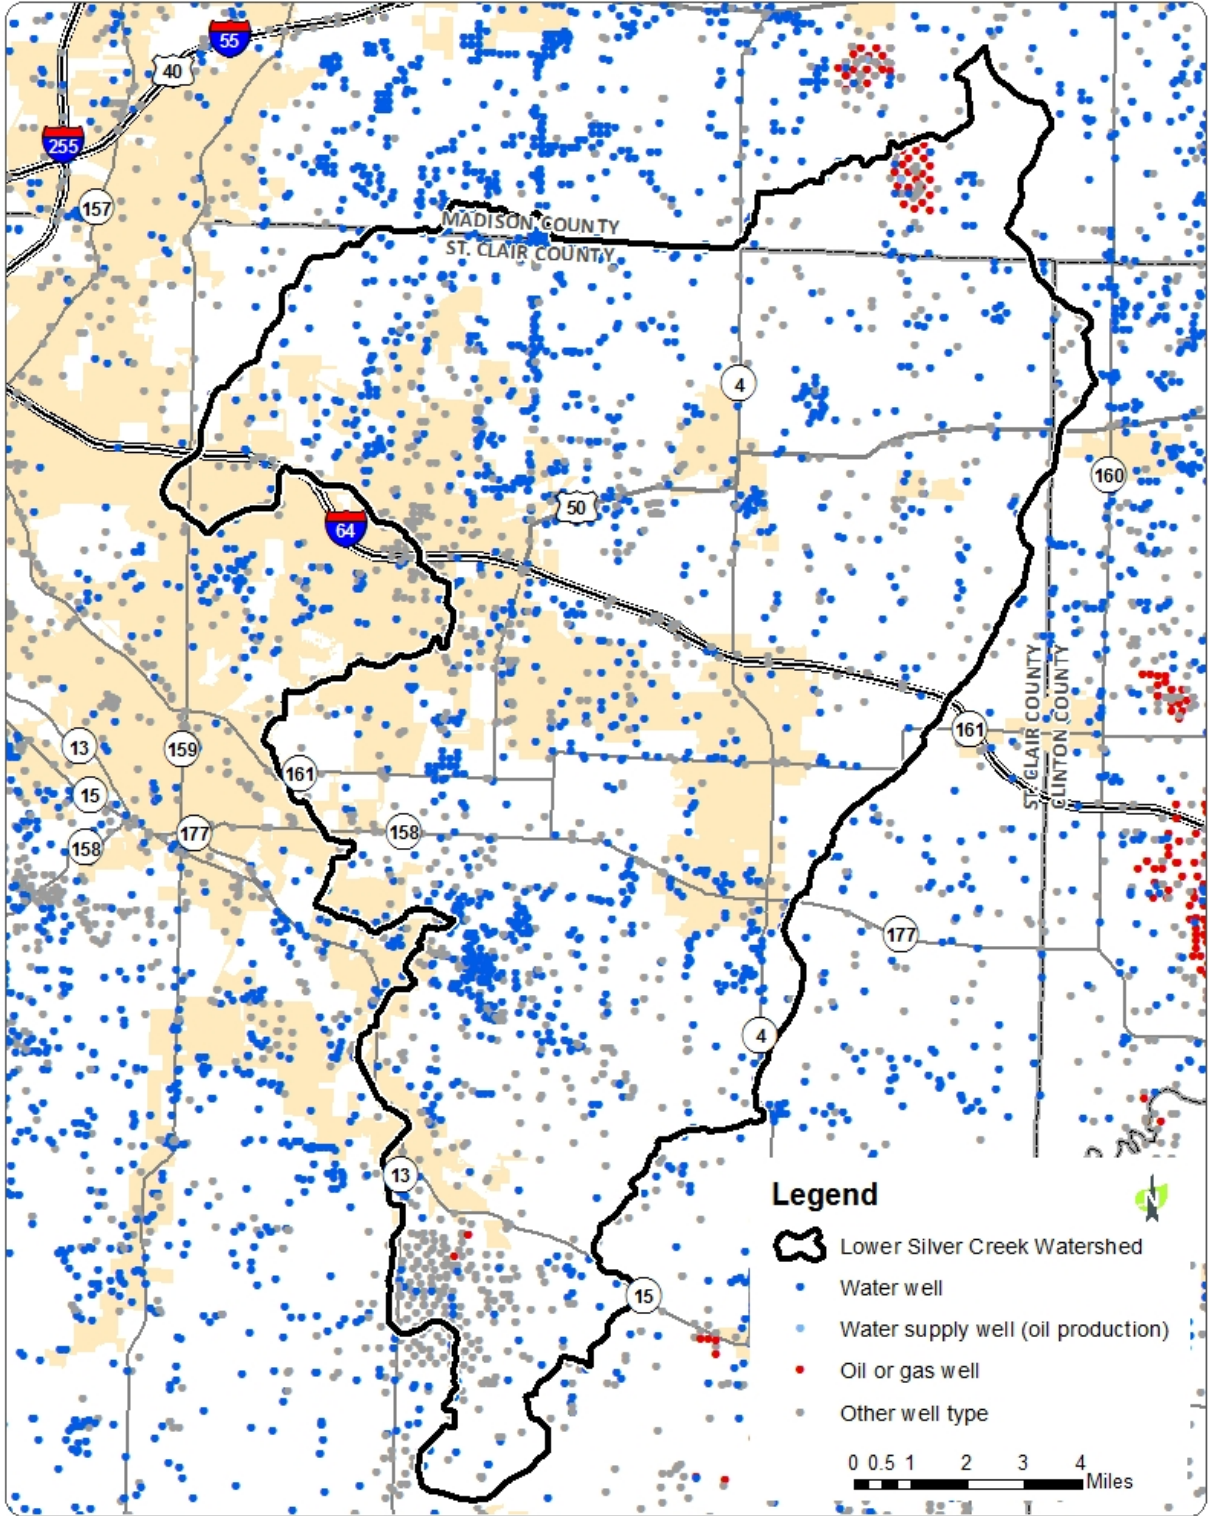 55
40
255
157
MADISON COUNTY
ST. CLAIR COUNTY
4
160
50
64
ST. CLAIR COUNTY
CLINTON COUNTY
161
13
159
161
15
177
158
158
177
4
13
15
Legend
N
Lower Silver Creek Watershed
Water well
Water supply well (oil production)
Oil or gas well
Other well type
0 0.5 1 2 3 4
Miles